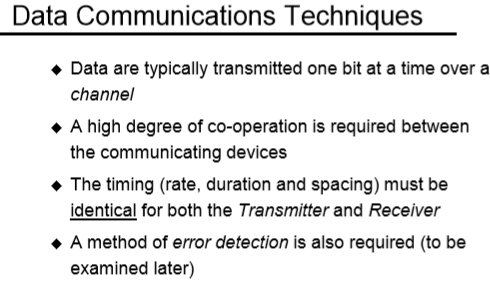 Data Communications Techniques
◆ Data are typically transmitted one bit at a time over a
channel
◆ A high degree of co-operation is required between
the communicating devices
◆ The timing (rate, duration and spacing) must be
identical for both the Transmitter and Receiver
◆ A method of error detection is also required (to be
examined later)